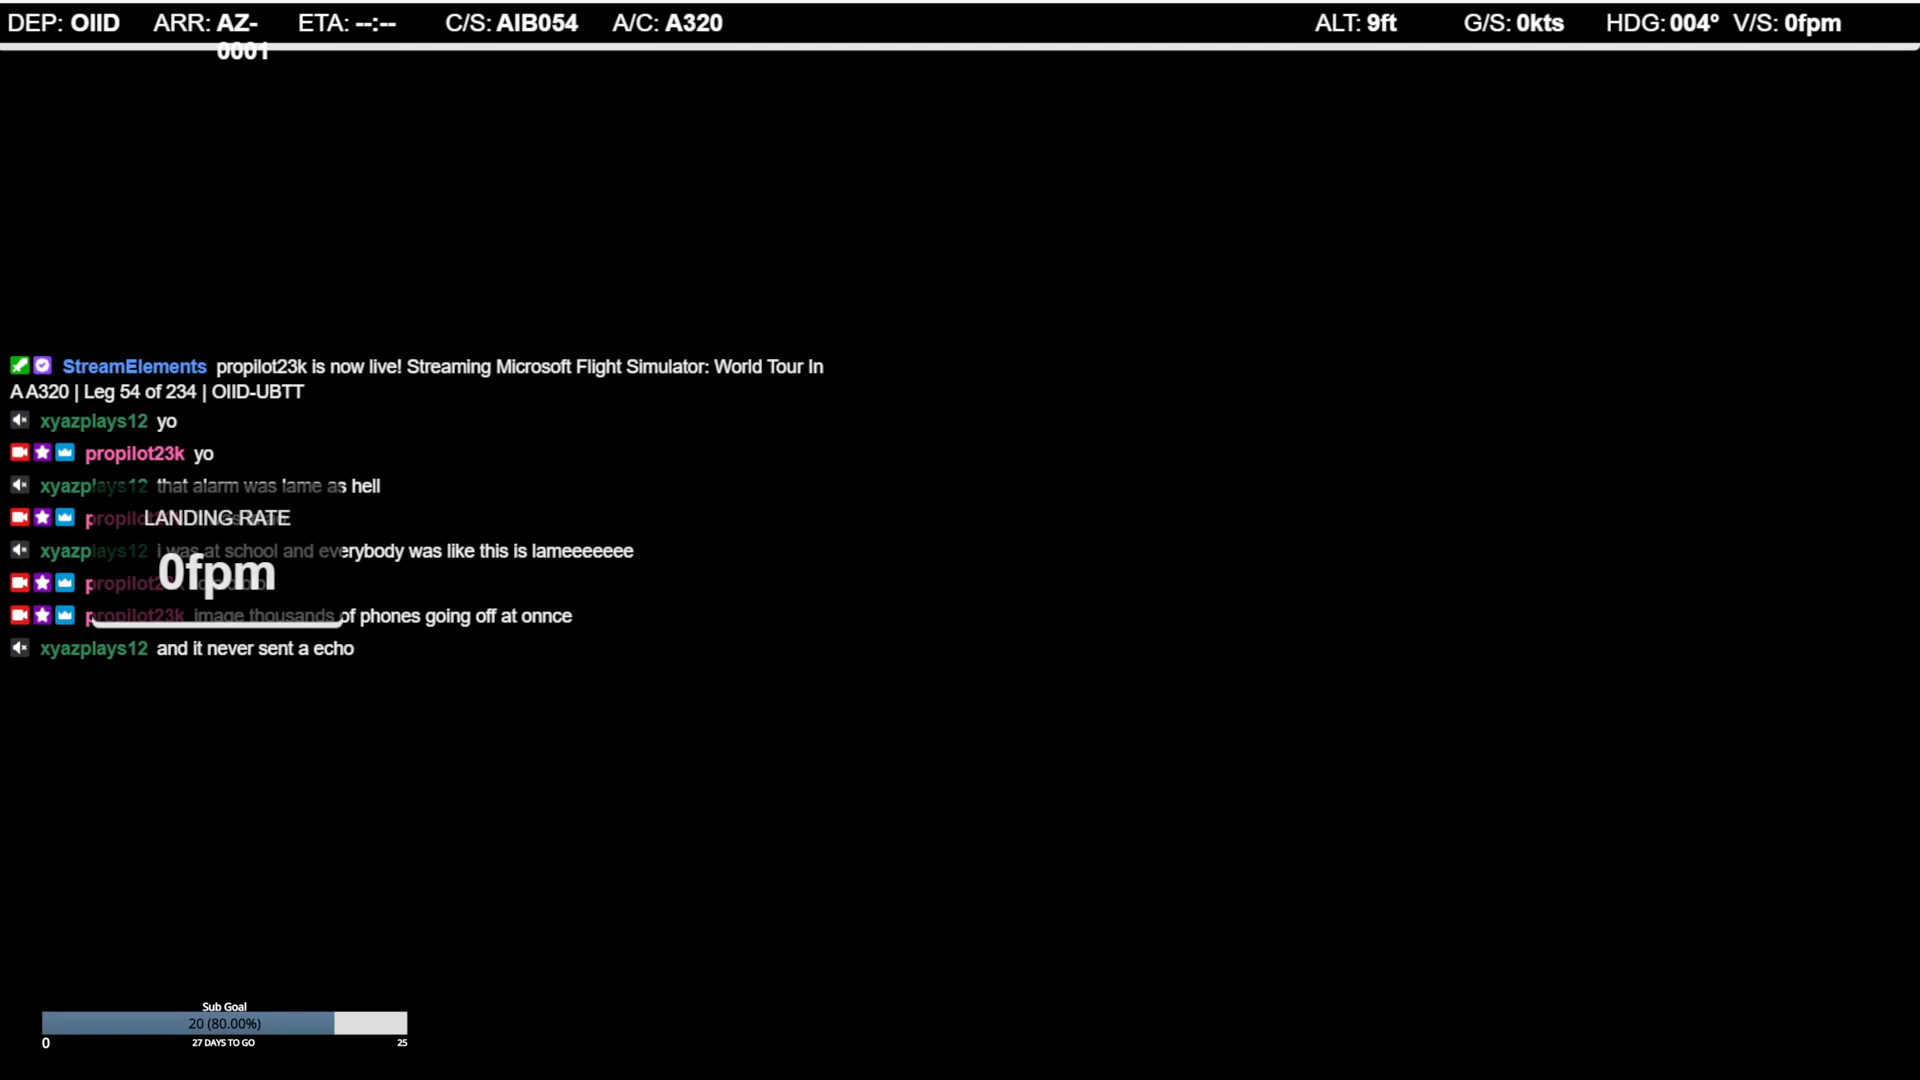 DEP: OIID ARR: AZ-0001 ETA: --:-- C/S: AIB054 A/C: A320 ALT: 9ft G/S: 0kts HDG: 004° V/S: 0fpm
StreamElements propilot23k is now live! Streaming Microsoft Flight Simulator: World Tour In
A A320 | Leg 54 of 234 | OIID-UBTT
xyazplays12 yo
propilot23k yo
xyazplays12 that alarm was lame as hell
propilot
LANDING RATE
xyazplays12 i was at school and everybody was like this is lameeeeeee
propilot2
0fpm
propilot23k image thousands of phones going off at onnce
xyazplays12 and it never sent a echo
Sub Goal
20 (80.00%)
0 27 DAYS TO GO 25